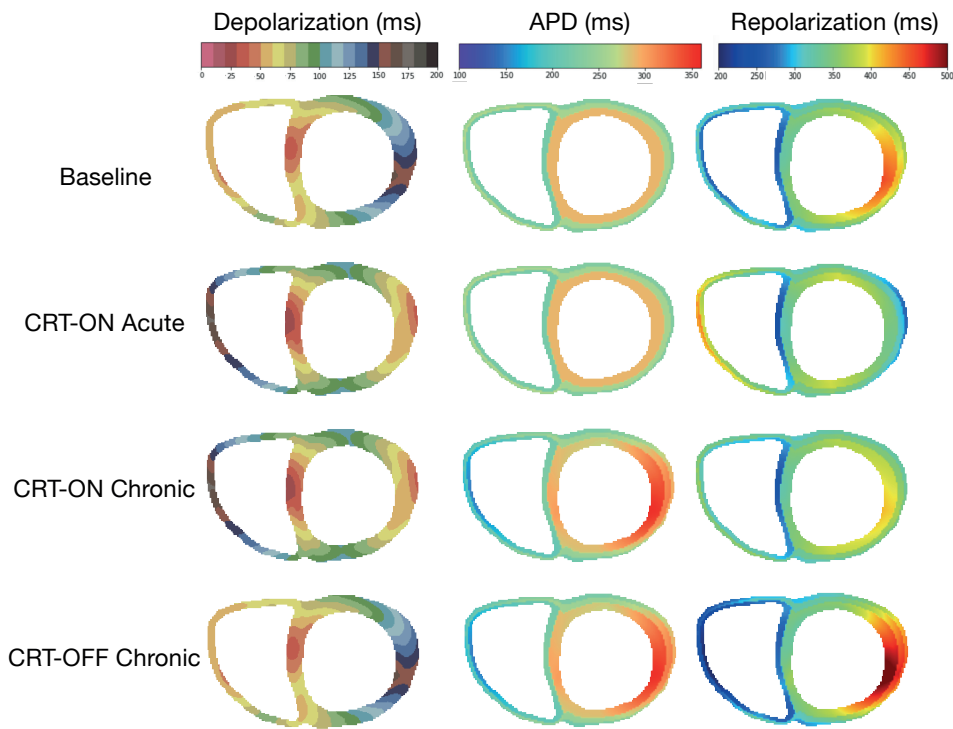 Depolarization (ms) APD (ms) Repolarization (ms)
0 25 50 75 100 125 150 175 200 100 150 200 250 300 350 200 250 300 350 400 450 500
Baseline
CRT-ON Acute
CRT-ON Chronic
CRT-OFF Chronic